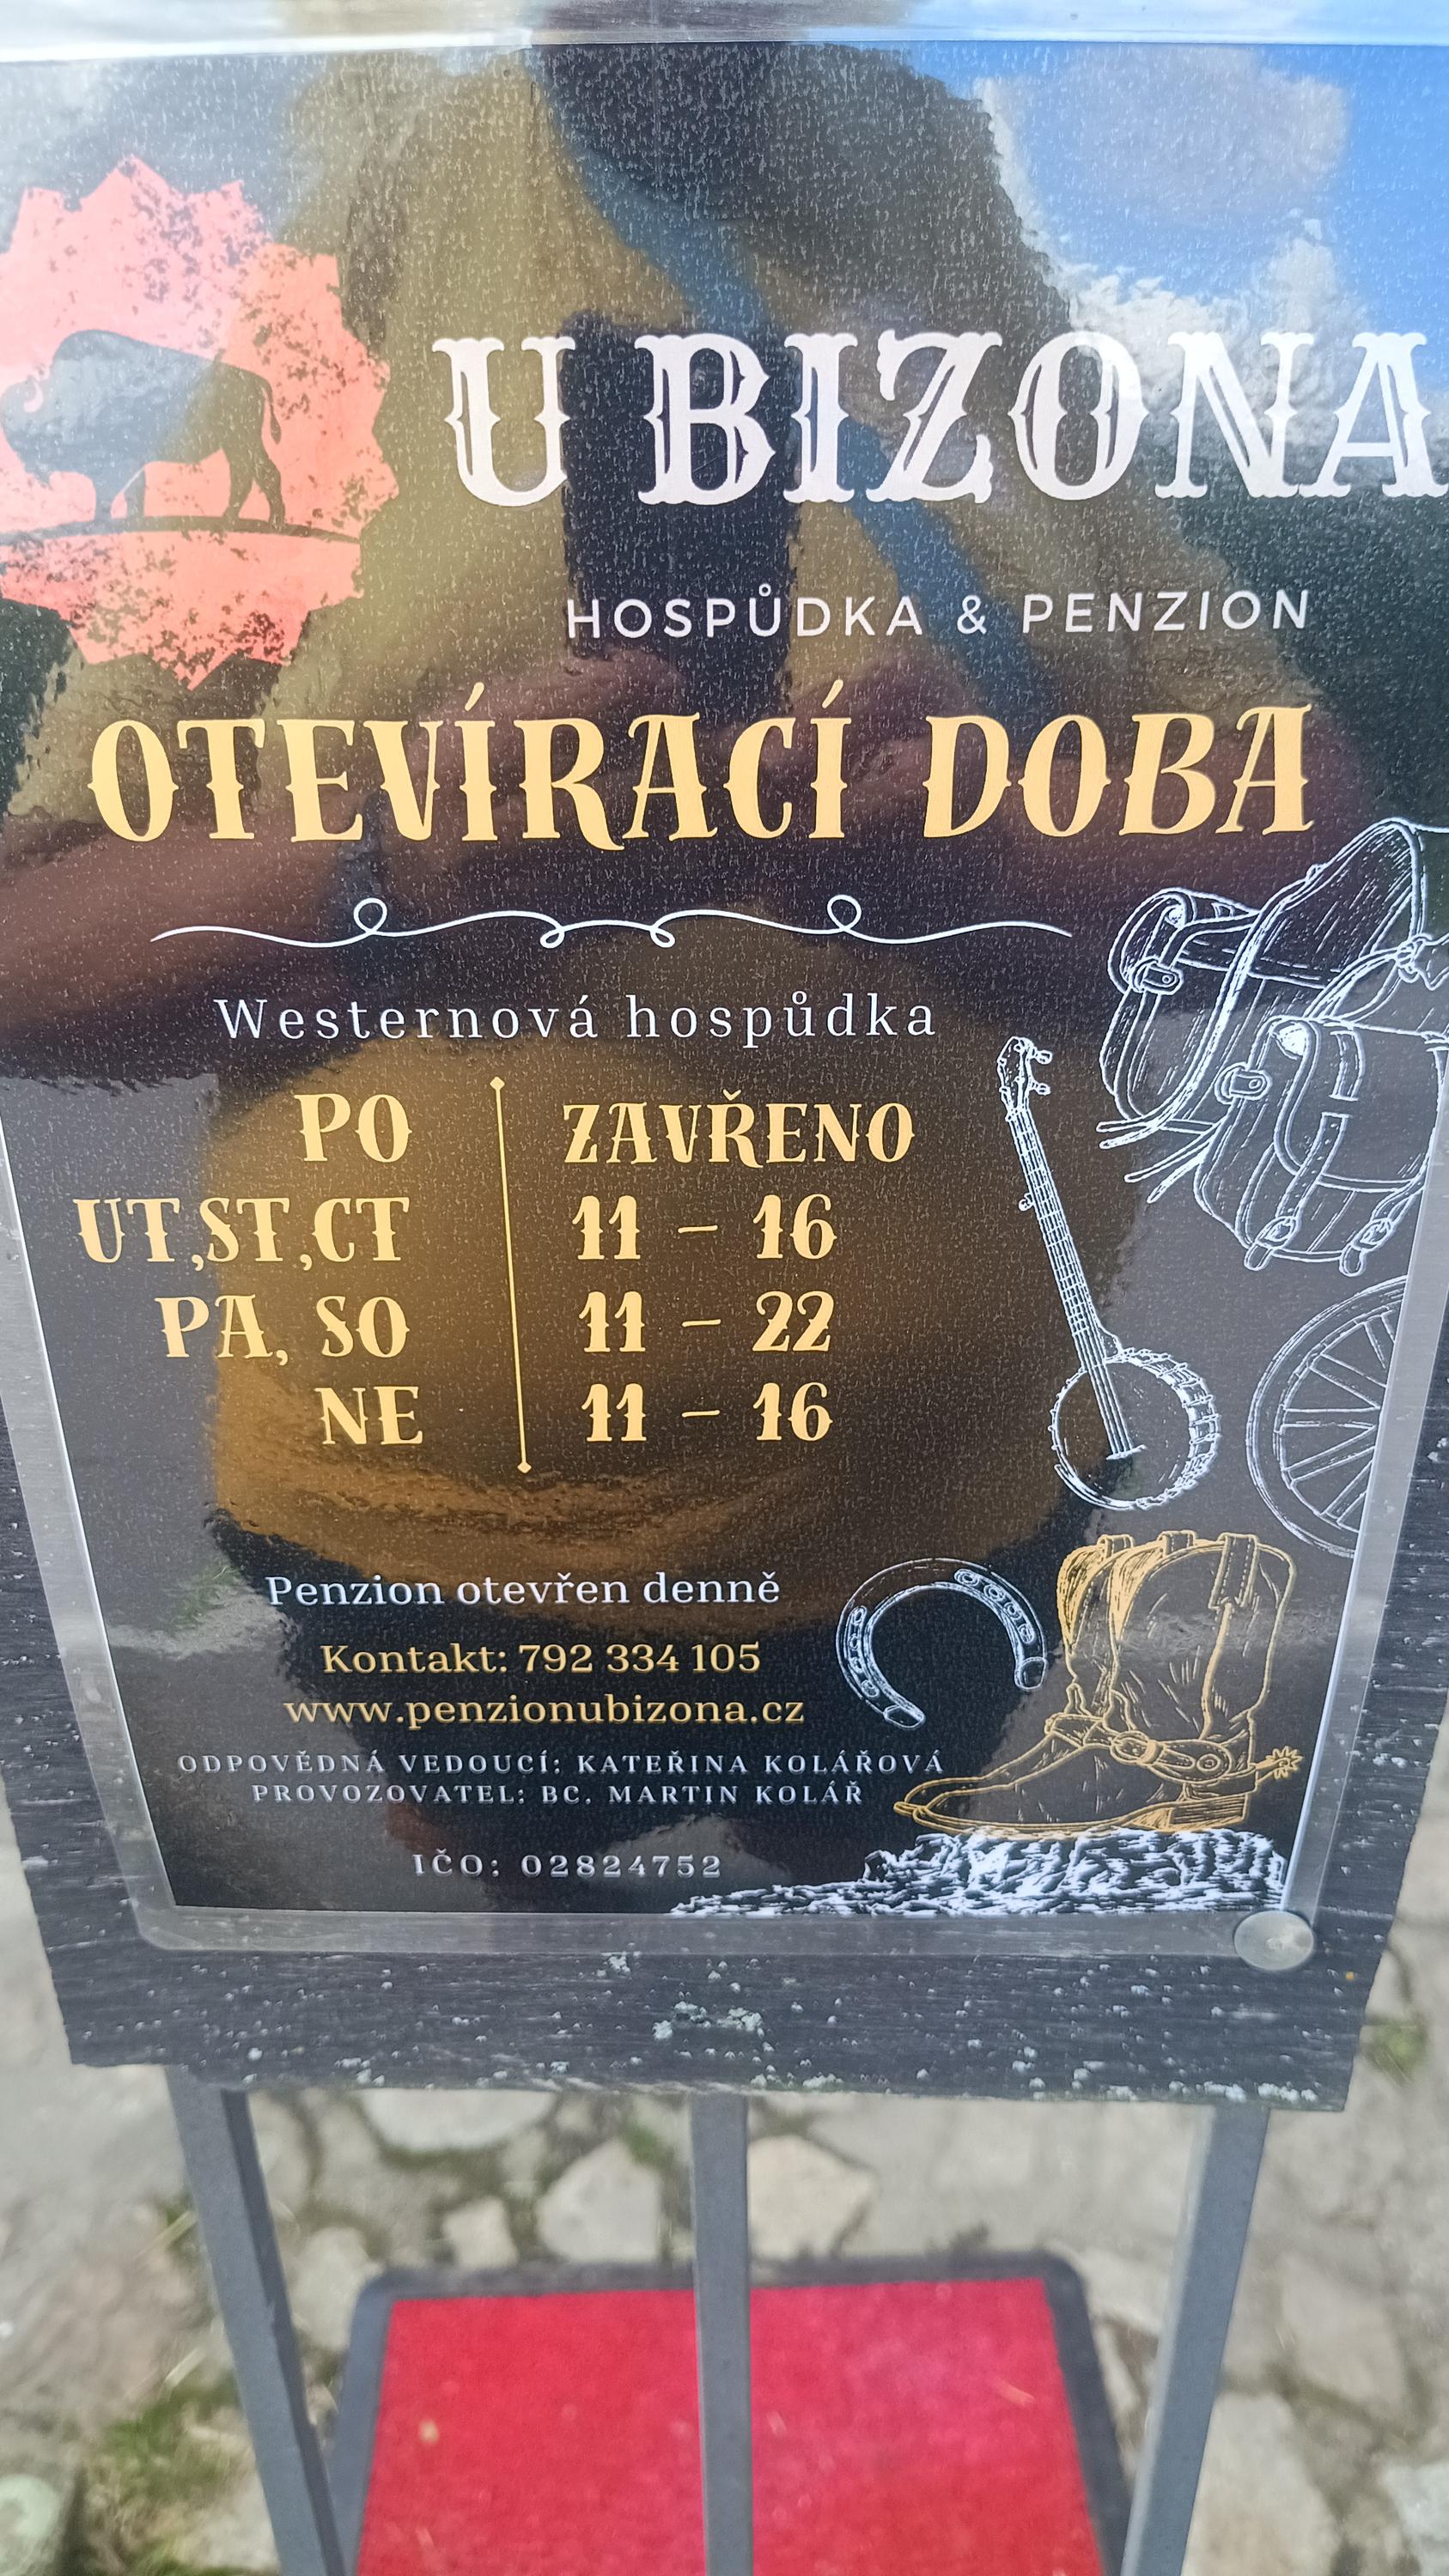 U BIZONA
HOSPŮDKA & PENZION
OTEVÍRACÍ DOBA
Westernová hospůdka
PO ZAVŘENO
UT,ST,CT 11 – 16
PA, SO 11 – 22
NE 11 – 16
Penzion otevřen denně
Kontakt: 792 334 105
www.penzionubizona.cz
ODPOVĚDNÁ VEDOUCÍ: KATEŘINA KOLÁŘOVÁ
PROVOZOVATEL: BC. MARTIN KOLÁŘ
IČO: 02824752